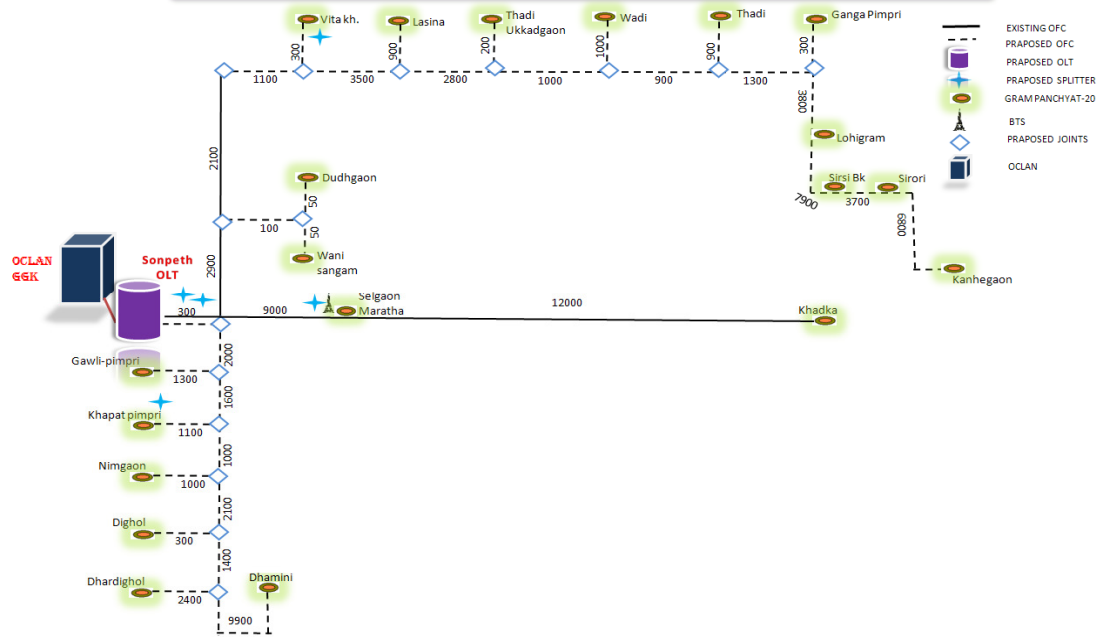 Vita kh.
Lasina
Thadi
Ukkadgaon
Wadi
Thadi
Ganga Pimpri
300
900
200
1000
900
300
1100
3500
2800
1000
900
1300
EXISTING OFC
PRAPOSED OFC
PRAPOSED OLT
PRAPOSED SPLITTER
GRAM PANCHYAT-20
BTS
PRAPOSED JOINTS
OCLAN
3800
Lohigram
Sirsi Bk
Sirori
7900
3700
6800
Kanhegaon
2100
Dudhgaon
50
100
50
Wani
sangam
2900
OCLAN
GGK
Sonpeth
OLT
300
9000
Selgaon
Maratha
12000
Khadka
2000
Gawli-pimpri
1300
1600
Khapat pimpri
1100
1000
Nimgaon
1000
2100
Dighol
300
1400
Dhardighol
2400
Dhamini
9900